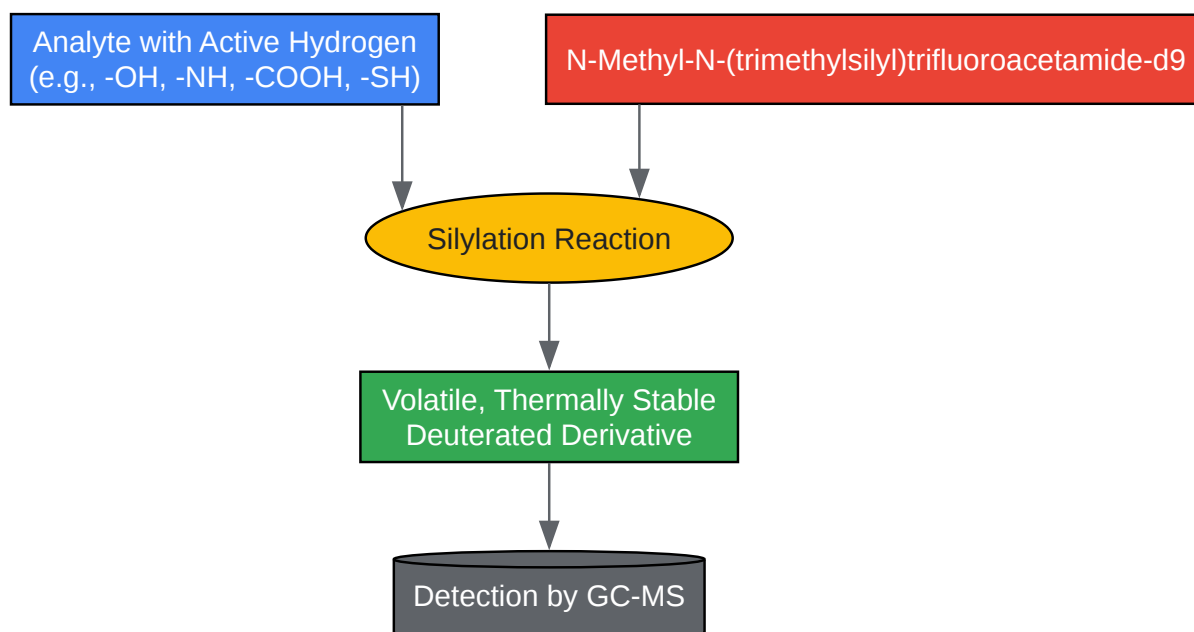 Analyte with Active Hydrogen
(e.g., -OH, -NH, -COOH, -SH)
N-Methyl-N-(trimethylsilyl)trifluoroacetamide-d9
Silylation Reaction
Volatile, Thermally Stable
Deuterated Derivative
Detection by GC-MS